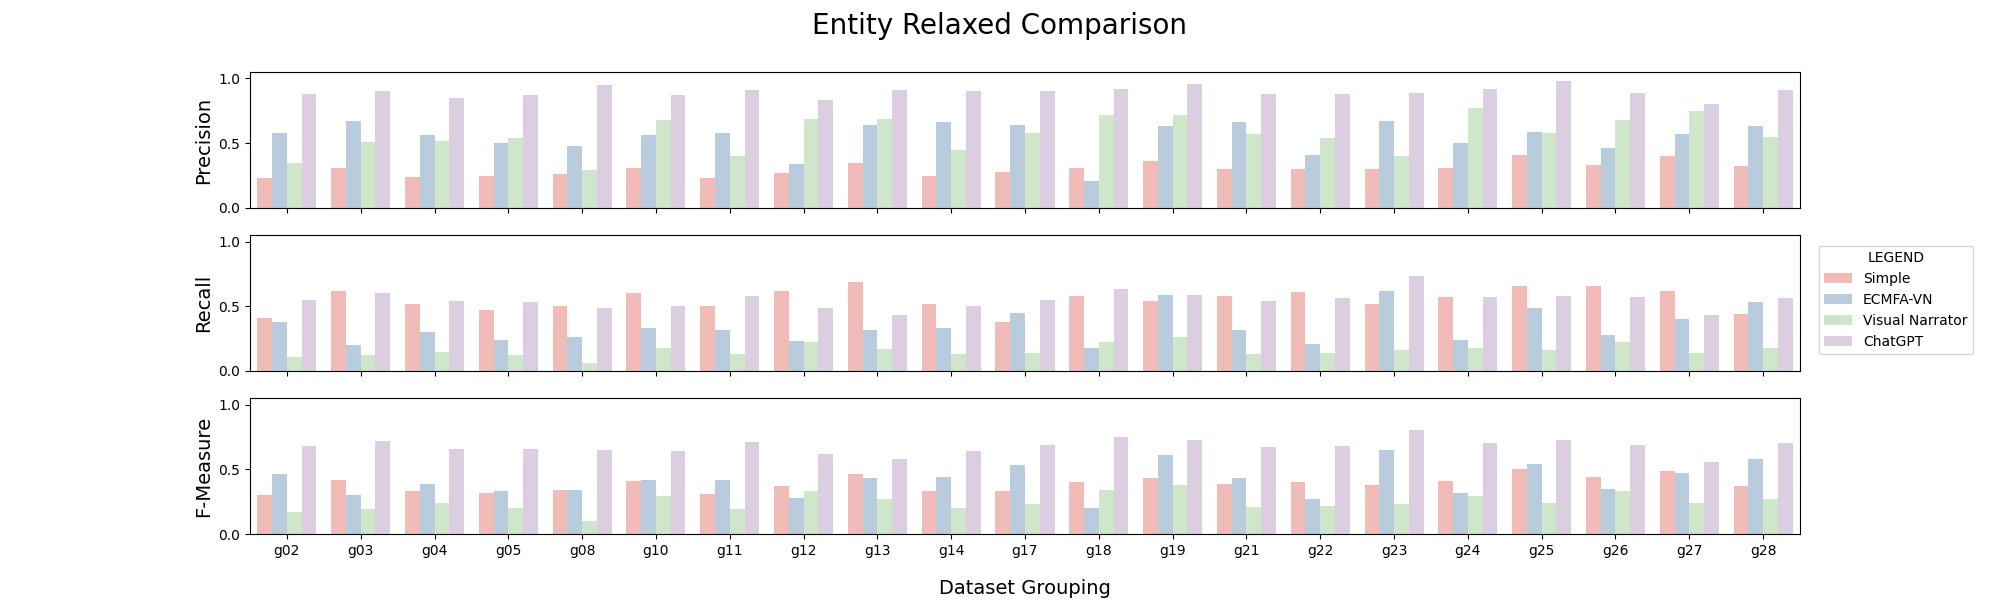 Entity Relaxed Comparison
Precision
1.0
0.5
0.0
Recall
1.0
0.5
0.0
LEGEND
Simple
ECMFA-VN
Visual Narrator
ChatGPT
F-Measure
1.0
0.5
0.0
g02 g03 g04 g05 g08 g10 g11 g12 g13 g14 g17 g18 g19 g21 g22 g23 g24 g25 g26 g27 g28
Dataset Grouping